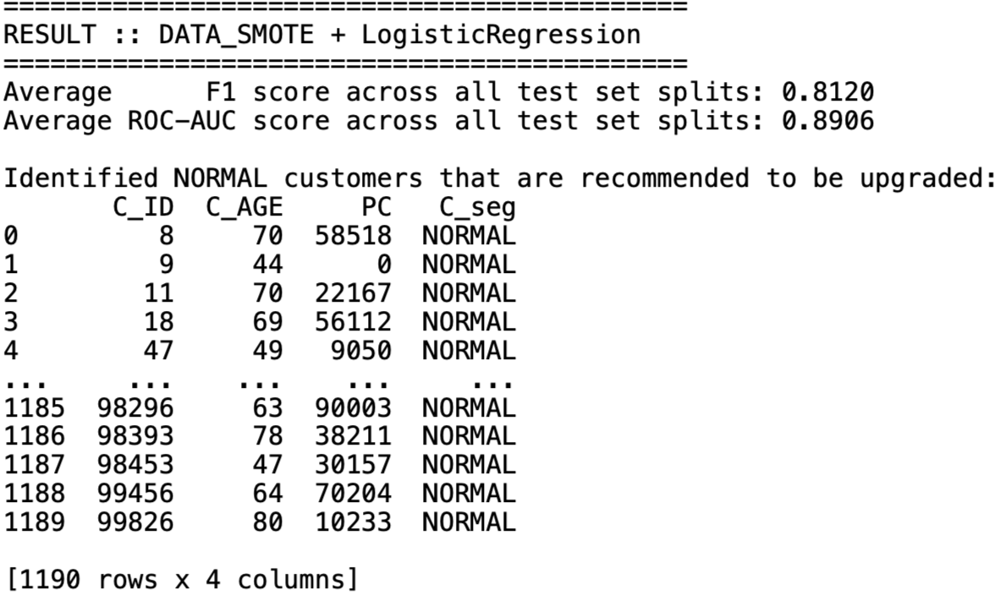 ============================================
RESULT :: DATA_SMOTE + LogisticRegression
============================================
Average      F1 score across all test set splits: 0.8120
Average ROC-AUC score across all test set splits: 0.8906

Identified NORMAL customers that are recommended to be upgraded:
       C_ID  C_AGE     PC   C_seg
0         8     70  58518  NORMAL
1         9     44      0  NORMAL
2        11     70  22167  NORMAL
3        18     69  56112  NORMAL
4        47     49   9050  NORMAL
...     ...    ...    ...     ...
1185  98296     63  90003  NORMAL
1186  98393     78  38211  NORMAL
1187  98453     47  30157  NORMAL
1188  99456     64  70204  NORMAL
1189  99826     80  10233  NORMAL

[1190 rows x 4 columns]